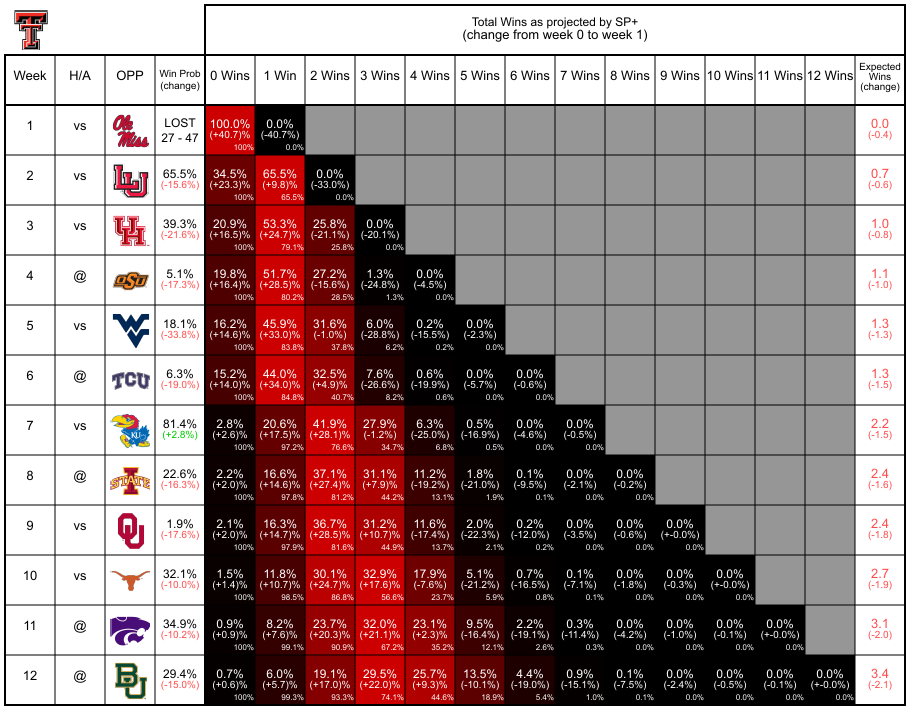 Total Wins as projected by SP+
(change from week 0 to week 1)
Week H/A OPP Win Prob (change) 0 Wins 1 Win 2 Wins 3 Wins 4 Wins 5 Wins 6 Wins 7 Wins 8 Wins 9 Wins 10 Wins 11 Wins 12 Wins Expected Wins (change)
1 vs Ole Miss LOST 100.0% 0.0% 0.0
27 - 47 (+40.7)% (-40.7%) (-0.4)
100% 0.0%
2 vs LU 65.5% 34.5% 65.5% 0.0% 0.7
(-15.6%) (+23.3)% (+9.8)% (-33.0%) (-0.6)
100% 65.5% 0.0%
3 vs UH 39.3% 20.9% 53.3% 25.8% 0.0% 1.0
(-21.6%) (+16.5)% (+24.7)% (-21.1%) (-20.1%) (-0.8)
100% 79.1% 25.8% 0.0%
4 @ OSU 5.1% 19.8% 51.7% 27.2% 1.3% 0.0% 1.1
(-17.3%) (+16.4)% (+28.5)% (-15.6%) (-24.8%) (-4.5%) (-1.0)
100% 80.2% 28.5% 1.3% 0.0%
5 vs WV 18.1% 16.2% 45.9% 31.6% 6.0% 0.2% 0.0% 1.3
(-33.8%) (+14.6)% (+33.0)% (-1.0%) (-28.8%) (-15.5%) (-2.3%) (-1.3)
100% 83.8% 37.8% 6.2% 0.2% 0.0%
6 @ TCU 6.3% 15.2% 44.0% 32.5% 7.6% 0.6% 0.0% 0.0% 1.3
(-19.0%) (+14.0)% (+34.0)% (+4.9)% (-26.6%) (-19.9%) (-5.7%) (-0.6%) (-1.5)
100% 84.8% 40.7% 8.2% 0.6% 0.0% 0.0%
7 vs KU 81.4% 2.8% 20.6% 41.9% 27.9% 6.3% 0.5% 0.0% 0.0% 2.2
(+2.8%) (+2.6)% (+17.5)% (+28.1)% (-1.2%) (-25.0%) (-16.9%) (-4.6%) (-0.5%) (-1.5)
100% 97.2% 76.6% 34.7% 6.8% 0.5% 0.0% 0.0%
8 @ I STATE 22.6% 2.2% 16.6% 37.1% 31.1% 11.2% 1.8% 0.1% 0.0% 0.0% 2.4
(-16.3%) (+2.0)% (+14.6)% (+27.4)% (+7.9)% (-19.2%) (-21.0%) (-9.5%) (-2.1%) (-0.2%) (-1.6)
100% 97.8% 81.2% 44.2% 13.1% 1.9% 0.1% 0.0% 0.0%
9 vs OU 1.9% 2.1% 16.3% 36.7% 31.2% 11.6% 2.0% 0.2% 0.0% 0.0% 0.0% 2.4
(-17.6%) (+2.0)% (+14.7)% (+28.5)% (+10.7)% (-17.4%) (-22.3%) (-12.0%) (-3.5%) (-0.6%) (+-0.0%) (-1.8)
100% 97.9% 81.6% 44.9% 13.7% 2.1% 0.2% 0.0% 0.0% 0.0%
10 vs 32.1% 1.5% 11.8% 30.1% 32.9% 17.9% 5.1% 0.7% 0.1% 0.0% 0.0% 0.0% 2.7
(-10.0%) (+1.4)% (+10.7)% (+24.7)% (+17.6)% (-7.6%) (-21.2%) (-16.5%) (-7.1%) (-1.8%) (-0.3%) (+-0.0%) (-1.9)
100% 98.5% 86.8% 56.6% 23.7% 5.9% 0.8% 0.1% 0.0% 0.0% 0.0%
11 @ 34.9% 0.9% 8.2% 23.7% 32.0% 23.1% 9.5% 2.2% 0.3% 0.0% 0.0% 0.0% 0.0% 3.1
(-10.2%) (+0.9)% (+7.6)% (+20.3)% (+21.1)% (+2.3)% (-16.4%) (-19.1%) (-11.4%) (-4.2%) (-1.0%) (-0.1%) (+-0.0%) (-2.0)
100% 99.1% 90.9% 67.2% 35.2% 12.1% 2.6% 0.3% 0.0% 0.0% 0.0% 0.0%
12 @ BU 29.4% 0.7% 6.0% 19.1% 29.5% 25.7% 13.5% 4.4% 0.9% 0.1% 0.0% 0.0% 0.0% 0.0% 3.4
(-15.0%) (+0.6)% (+5.7)% (+17.0)% (+22.0)% (+9.3)% (-10.1%) (-19.0%) (-15.1%) (-7.5%) (-2.4%) (-0.5%) (-0.1%) (+-0.0%) (-2.1)
100% 99.3% 93.3% 74.1% 44.6% 18.9% 5.4% 1.0% 0.1% 0.0% 0.0% 0.0% 0.0%